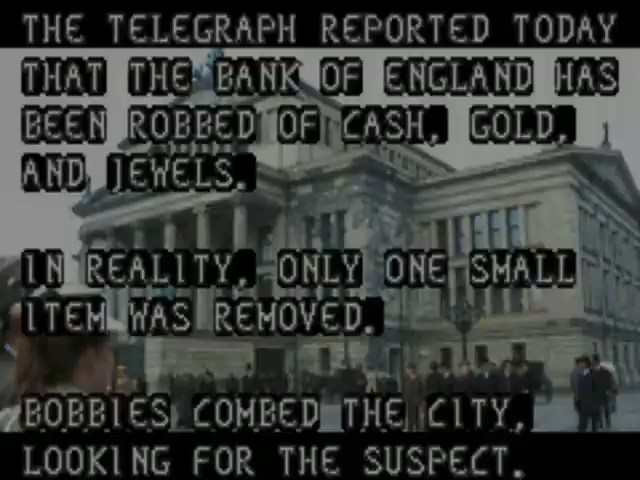 THE TELEGRAPH REPORTED TODAY
THAT THE BANK OF ENGLAND HAS
BEEN ROBBED OF CASH, GOLD,
AND JEWELS.
IN REALITY, ONLY ONE SMALL
ITEM WAS REMOVED.
BOBBIES COMBED THE CITY,
LOOKING FOR THE SUSPECT.